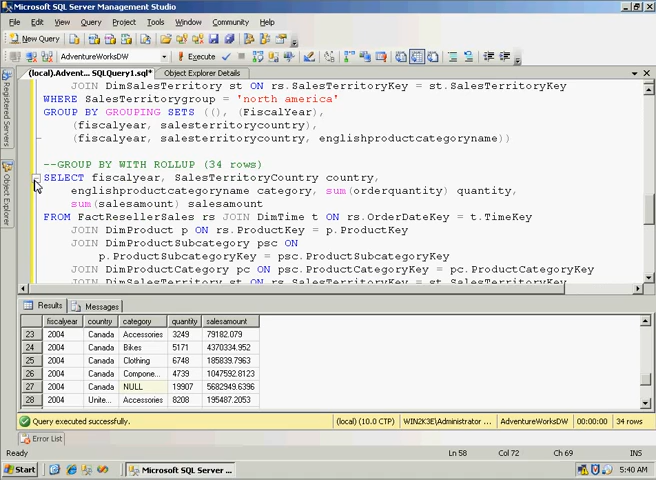 Microsoft SQL Server Management Studio
File Edit View Query Project Tools Window Community Help
New Query
AdventureWorksDW Execute
(local).Advent... SQLQuery1.sql* Object Explorer Details
Registered Servers
Object Explorer
JOIN DimSalesTerritory st ON rs.SalesTerritoryKey = st.SalesTerritoryKey
WHERE SalesTerritorygroup = 'north america'
GROUP BY GROUPING SETS ((), (FiscalYear),
(fiscalyear, salesterritorycountry),
(fiscalyear, salesterritorycountry, englishproductcategoryname))
--GROUP BY WITH ROLLUP (34 rows)
SELECT fiscalyear, SalesTerritoryCountry country,
englishproductcategoryname category, sum(orderquantity) quantity,
sum(salesamount) salesamount
FROM FactResellerSales rs JOIN DimTime t ON rs.OrderDateKey = t.TimeKey
JOIN DimProduct p ON rs.ProductKey = p.ProductKey
JOIN DimProductSubcategory psc ON
p.ProductSubcategoryKey = psc.ProductSubcategoryKey
JOIN DimProductCategory pc ON psc.ProductCategoryKey = pc.ProductCategoryKey
JOIN DimSalesTerritory st ON rs.SalesTerritoryKey = st.SalesTerritoryKey
Results Messages
fiscalyear country category quantity salesamount
23 2004 Canada Accessories 3249 79182.079
24 2004 Canada Bikes 5171 4370334.952
25 2004 Canada Clothing 6748 185839.7963
26 2004 Canada Compone... 4739 1047592.8123
27 2004 Canada NULL 19907 5682949.6396
28 2004 Unite... Accessories 8208 195487.2053
Query executed successfully. (local) (10.0 CTP) WIN2K3E\Administrator ... AdventureWorksDW 00:00:00 34 rows
Error List
Ready Ln 58 Col 72 Ch 69 INS
Start Microsoft SQL Server ... 5:40 AM